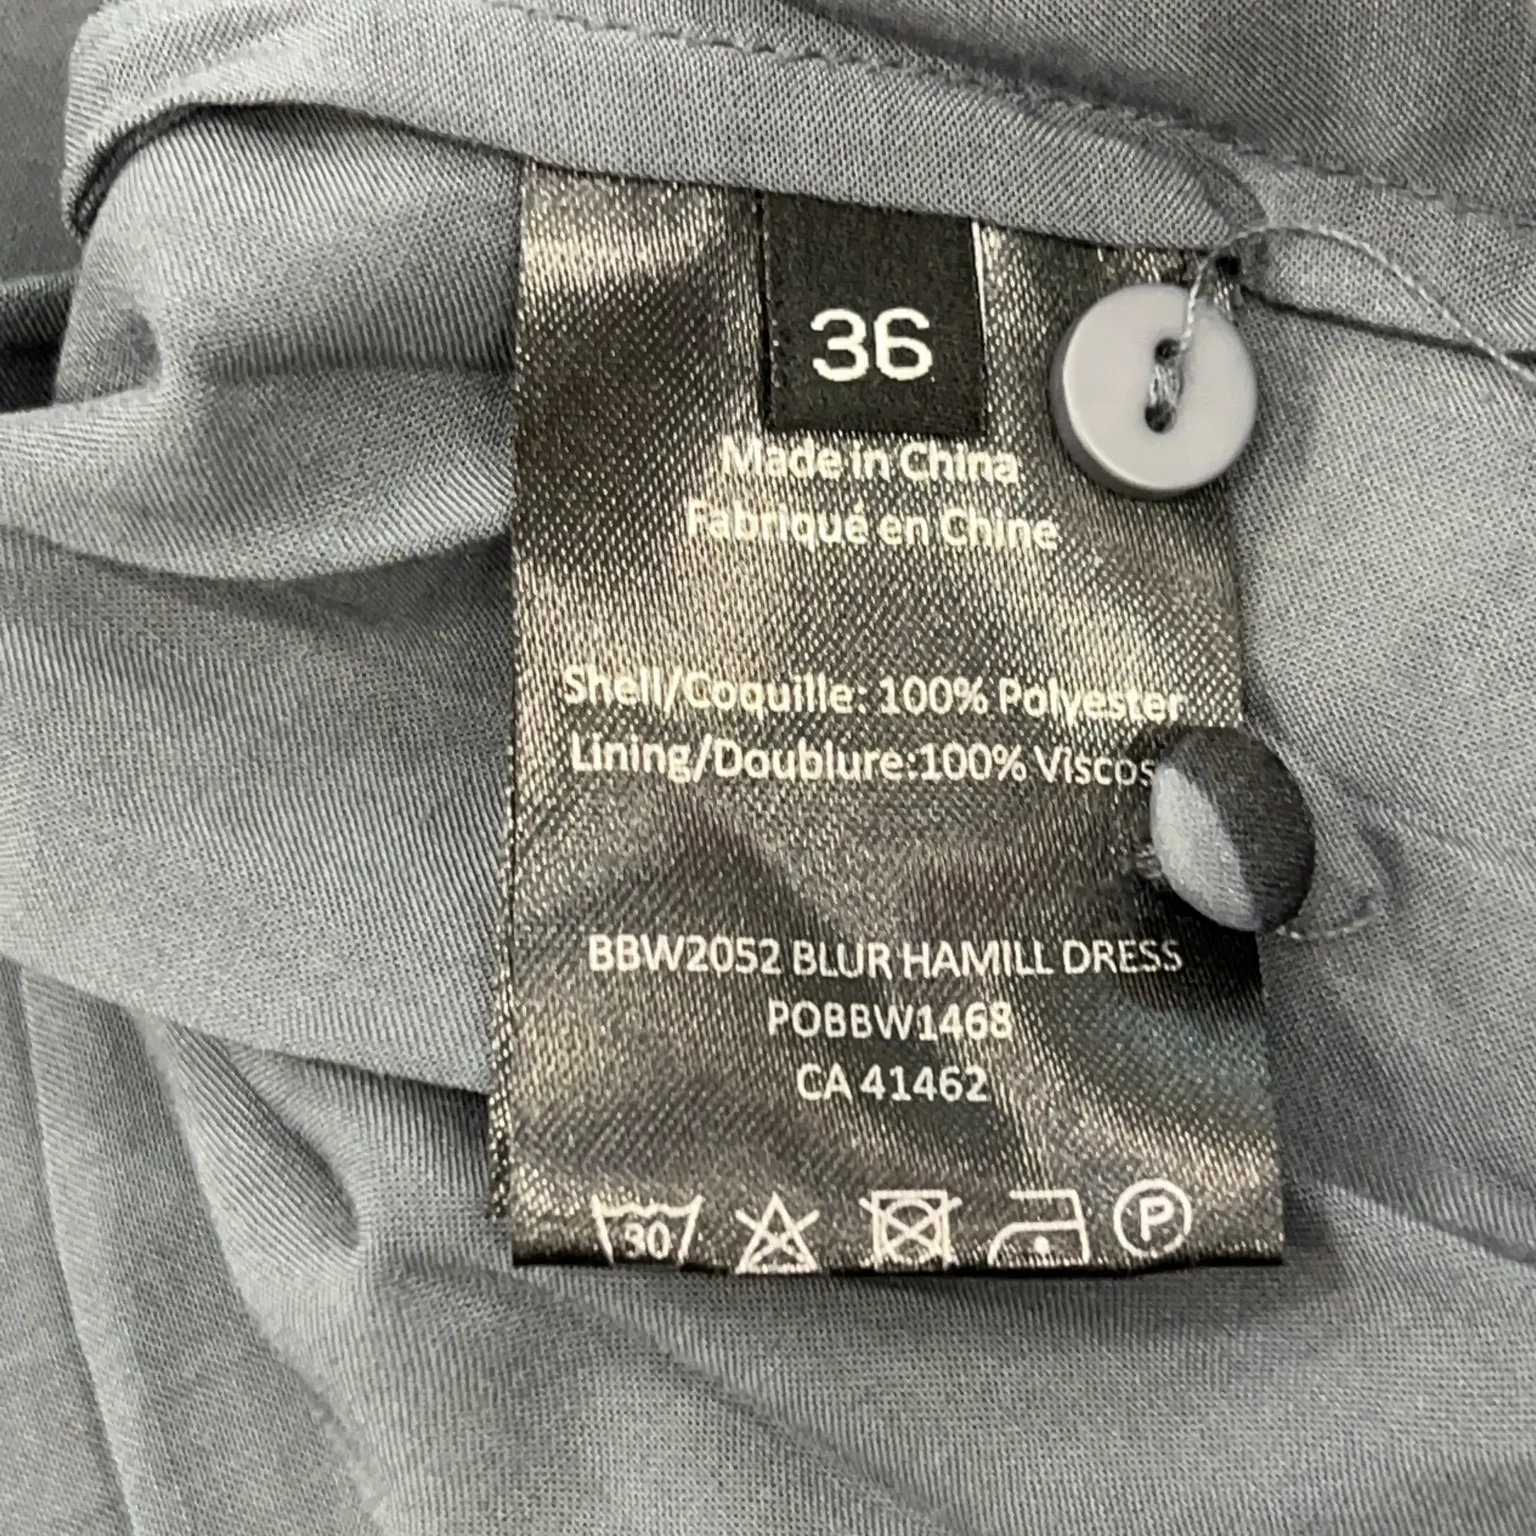 36
Made in China
Fabriqué en Chine
Shell/Coquille: 100% Polyester
Lining/Doublure:100% Viscos
BBW2052 BLUR HAMILL DRESS
POBBW1468
CA 41462
30
P